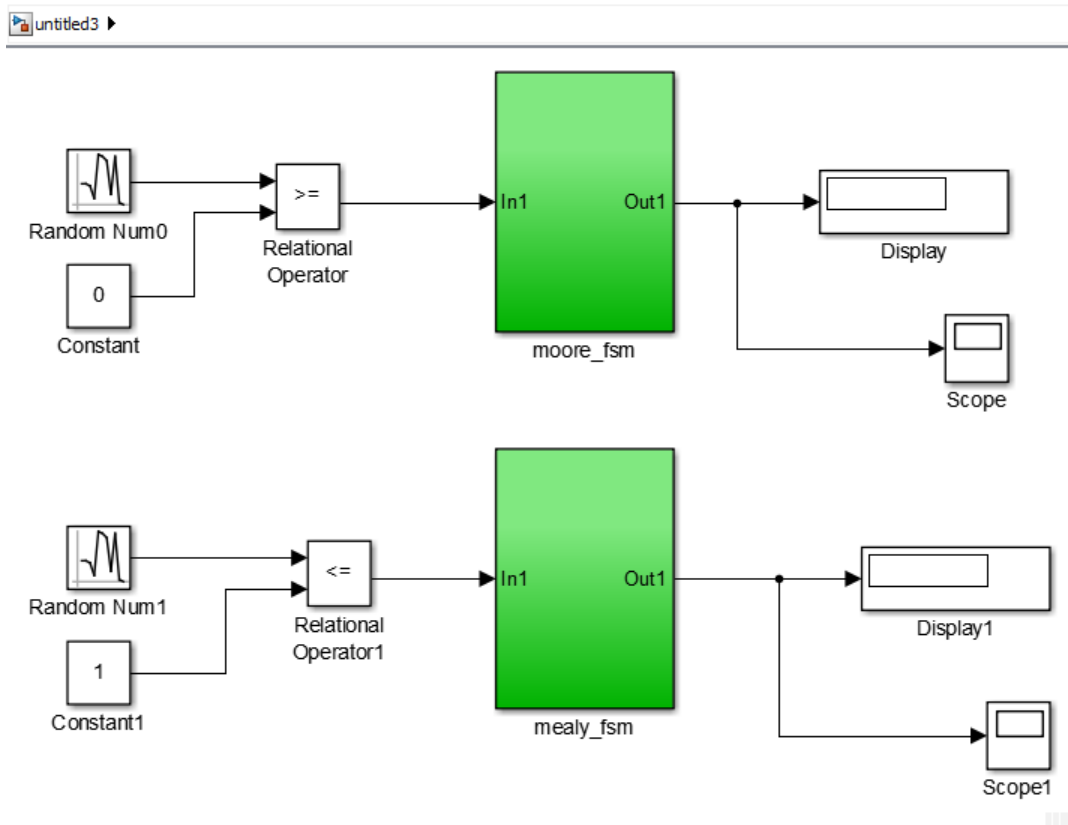 untitled3
Random Num0
0
Constant
>=
Relational
Operator
In1
Out1
moore_fsm
Display
Scope
Random Num1
1
Constant1
<=
Relational
Operator1
In1
Out1
mealy_fsm
Display1
Scope1